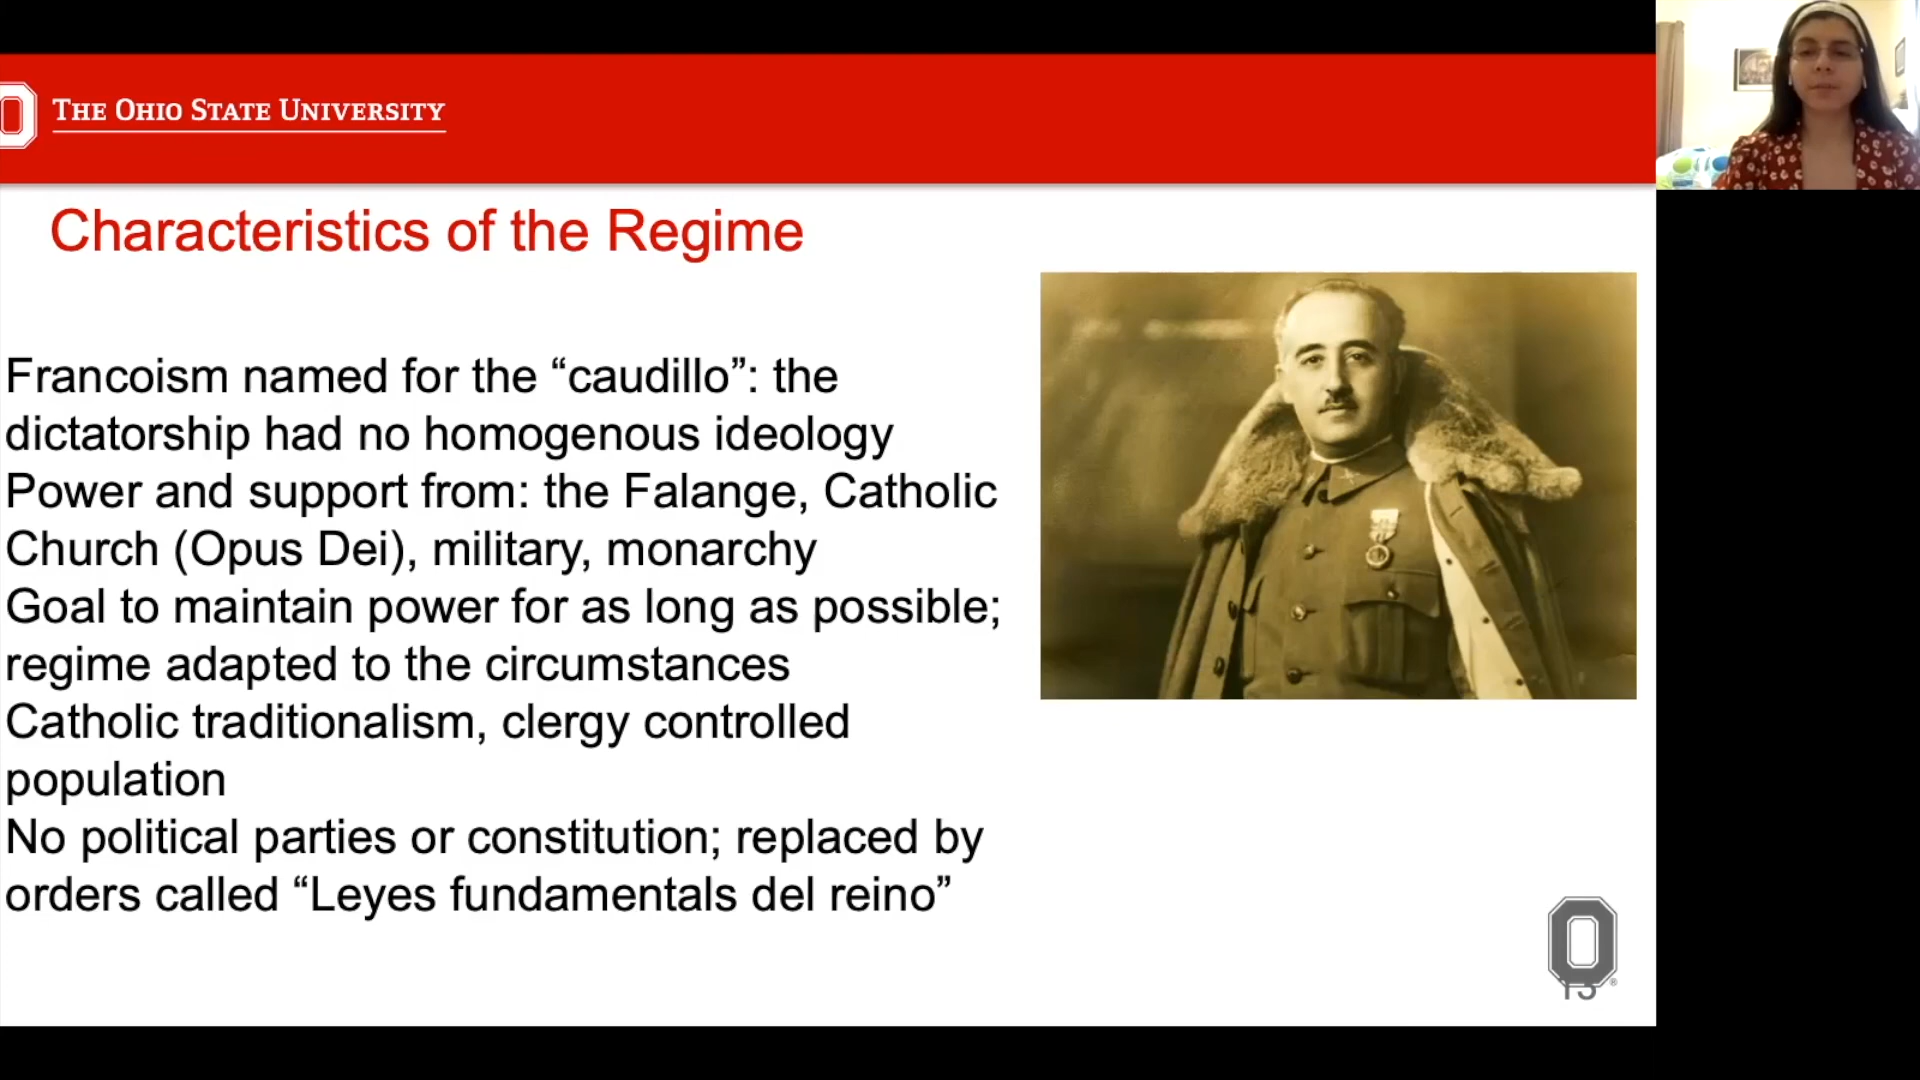 THE OHIO STATE UNIVERSITY
Characteristics of the Regime
Francoism named for the “caudillo”: the
dictatorship had no homogenous ideology
Power and support from: the Falange, Catholic
Church (Opus Dei), military, monarchy
Goal to maintain power for as long as possible;
regime adapted to the circumstances
Catholic traditionalism, clergy controlled
population
No political parties or constitution; replaced by
orders called “Leyes fundamentals del reino”